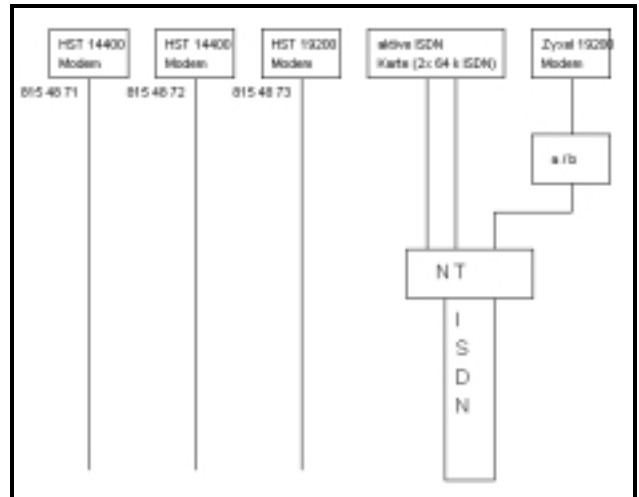 HST 14400
Modem
HST 14400
Modem
HST 19200
Modem
aktive ISDN
Karte (2x 64 k ISDN)
Zyxel 19200
Modem
815 48 71
815 48 72
815 48 73
a / b
N T
I
S
D
N